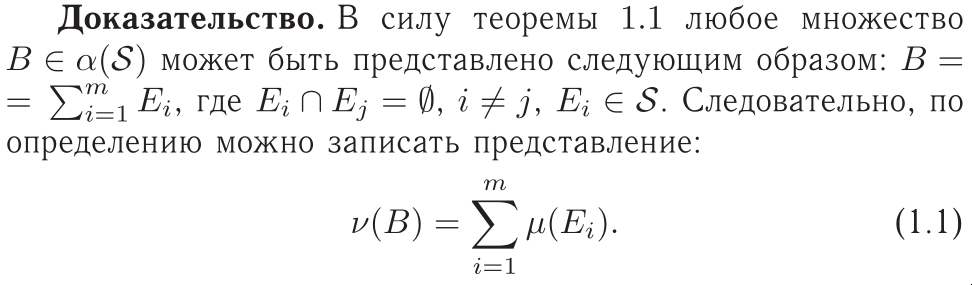 Доказательство. В силу теоремы 1.1 любое множество
B ∈ α(𝒮) может быть представлено следующим образом: B =
= ∑_{i=1}^{m} E_i, где E_i ∩ E_j = ∅, i ≠ j, E_i ∈ 𝒮. Следовательно, по
определению можно записать представление:
ν(B) = ∑_{i=1}^{m} μ(E_i). (1.1)